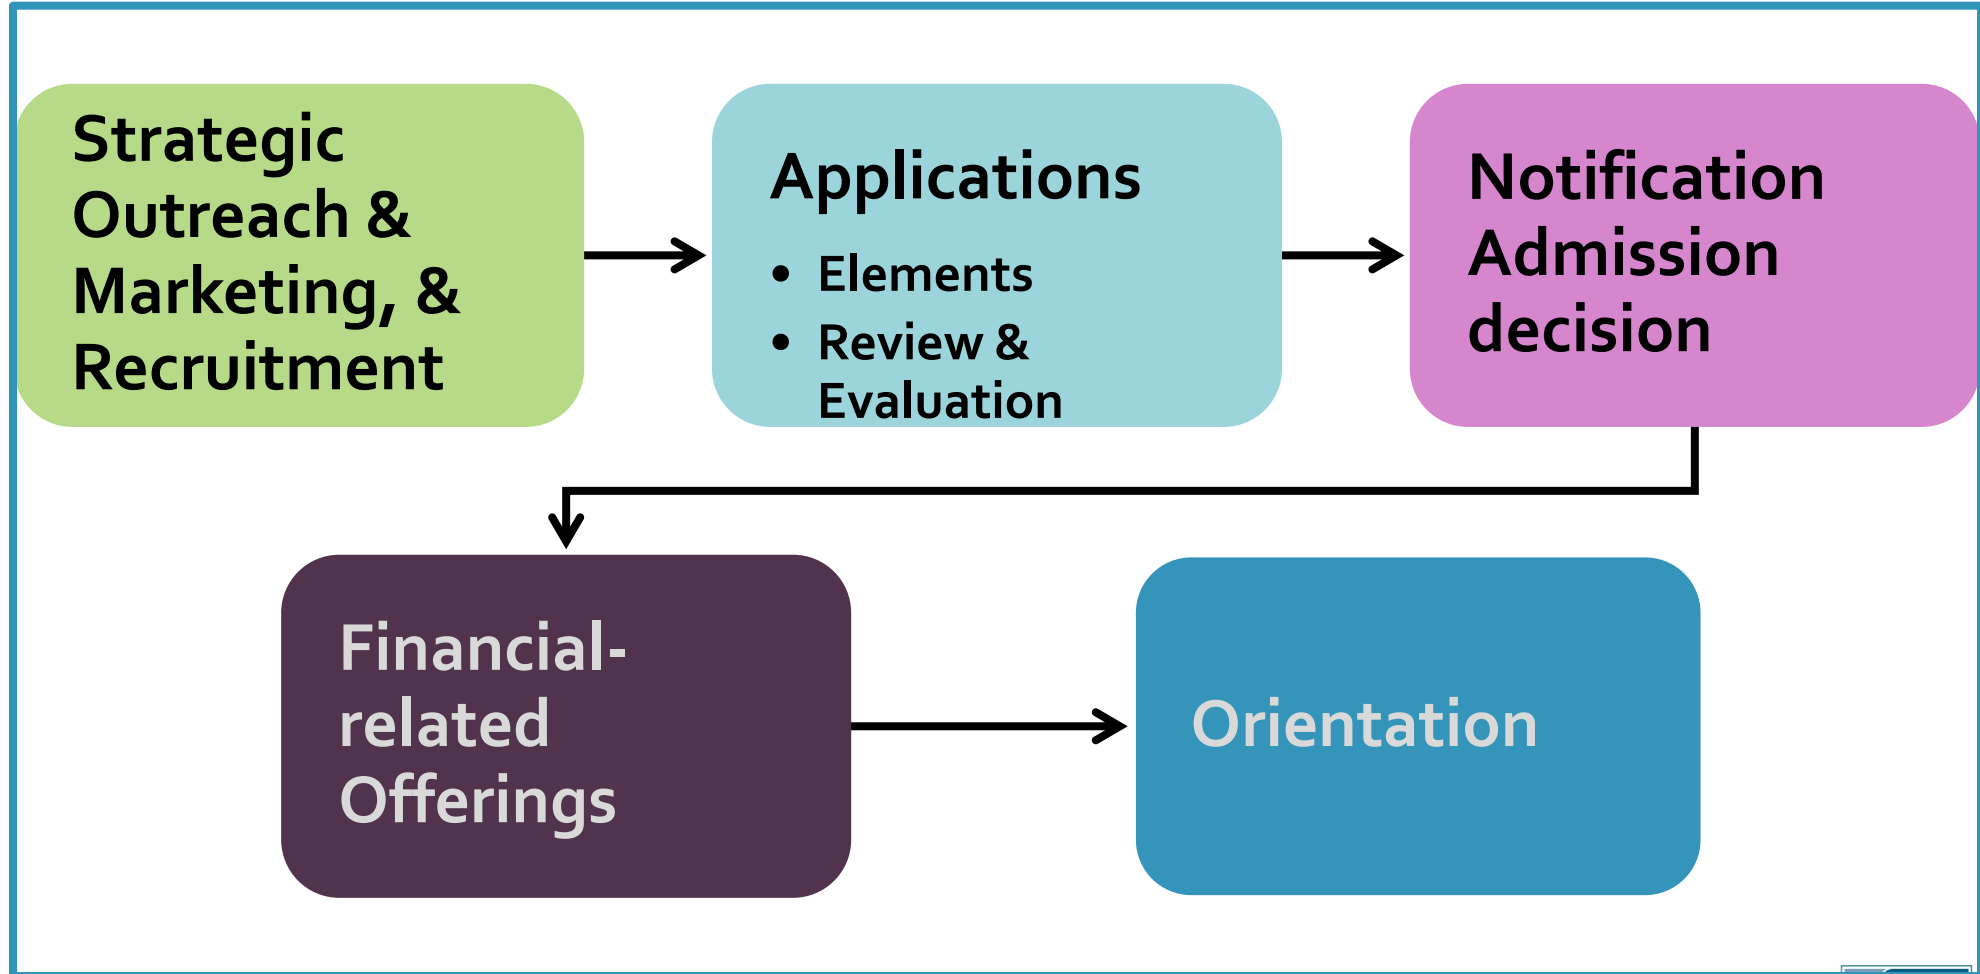 Strategic
Outreach &
Marketing, &
Recruitment
Applications
• Elements
• Review &
Evaluation
Notification
Admission
decision
Financial-
related
Offerings
Orientation